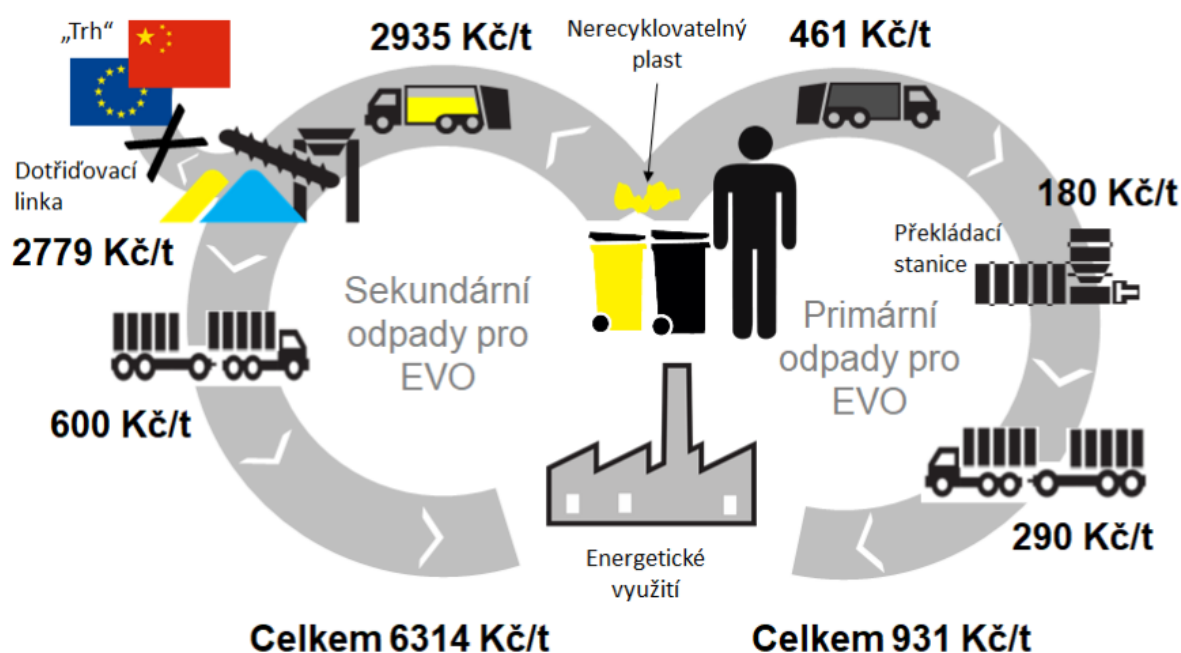 „Trh“
2935 Kč/t
Nerecyklovatelný
plast
461 Kč/t
Dotřiďovací
linka
2779 Kč/t
180 Kč/t
Překládací
stanice
Sekundární
odpady pro
EVO
Primární
odpady pro
EVO
600 Kč/t
290 Kč/t
Energetické
využití
Celkem 6314 Kč/t
Celkem 931 Kč/t